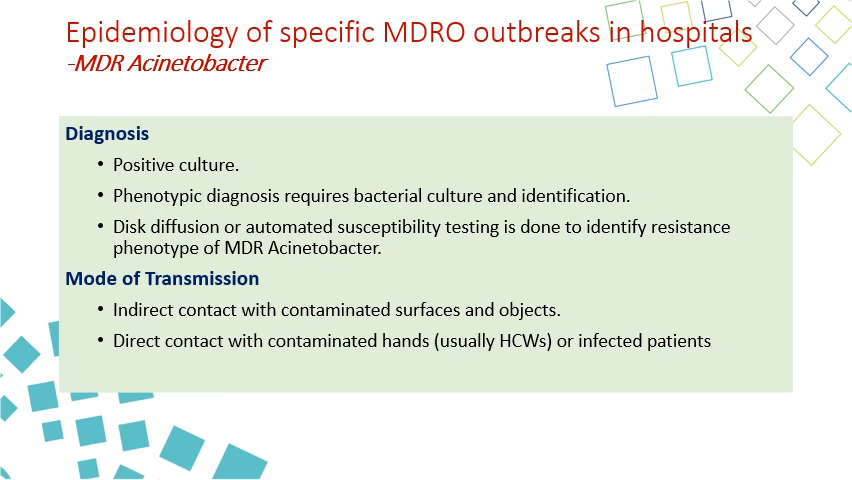 Epidemiology of specific MDRO outbreaks in hospitals
-MDR Acinetobacter
Diagnosis
• Positive culture.
• Phenotypic diagnosis requires bacterial culture and identification.
• Disk diffusion or automated susceptibility testing is done to identify resistance
phenotype of MDR Acinetobacter.
Mode of Transmission
• Indirect contact with contaminated surfaces and objects.
• Direct contact with contaminated hands (usually HCWs) or infected patients